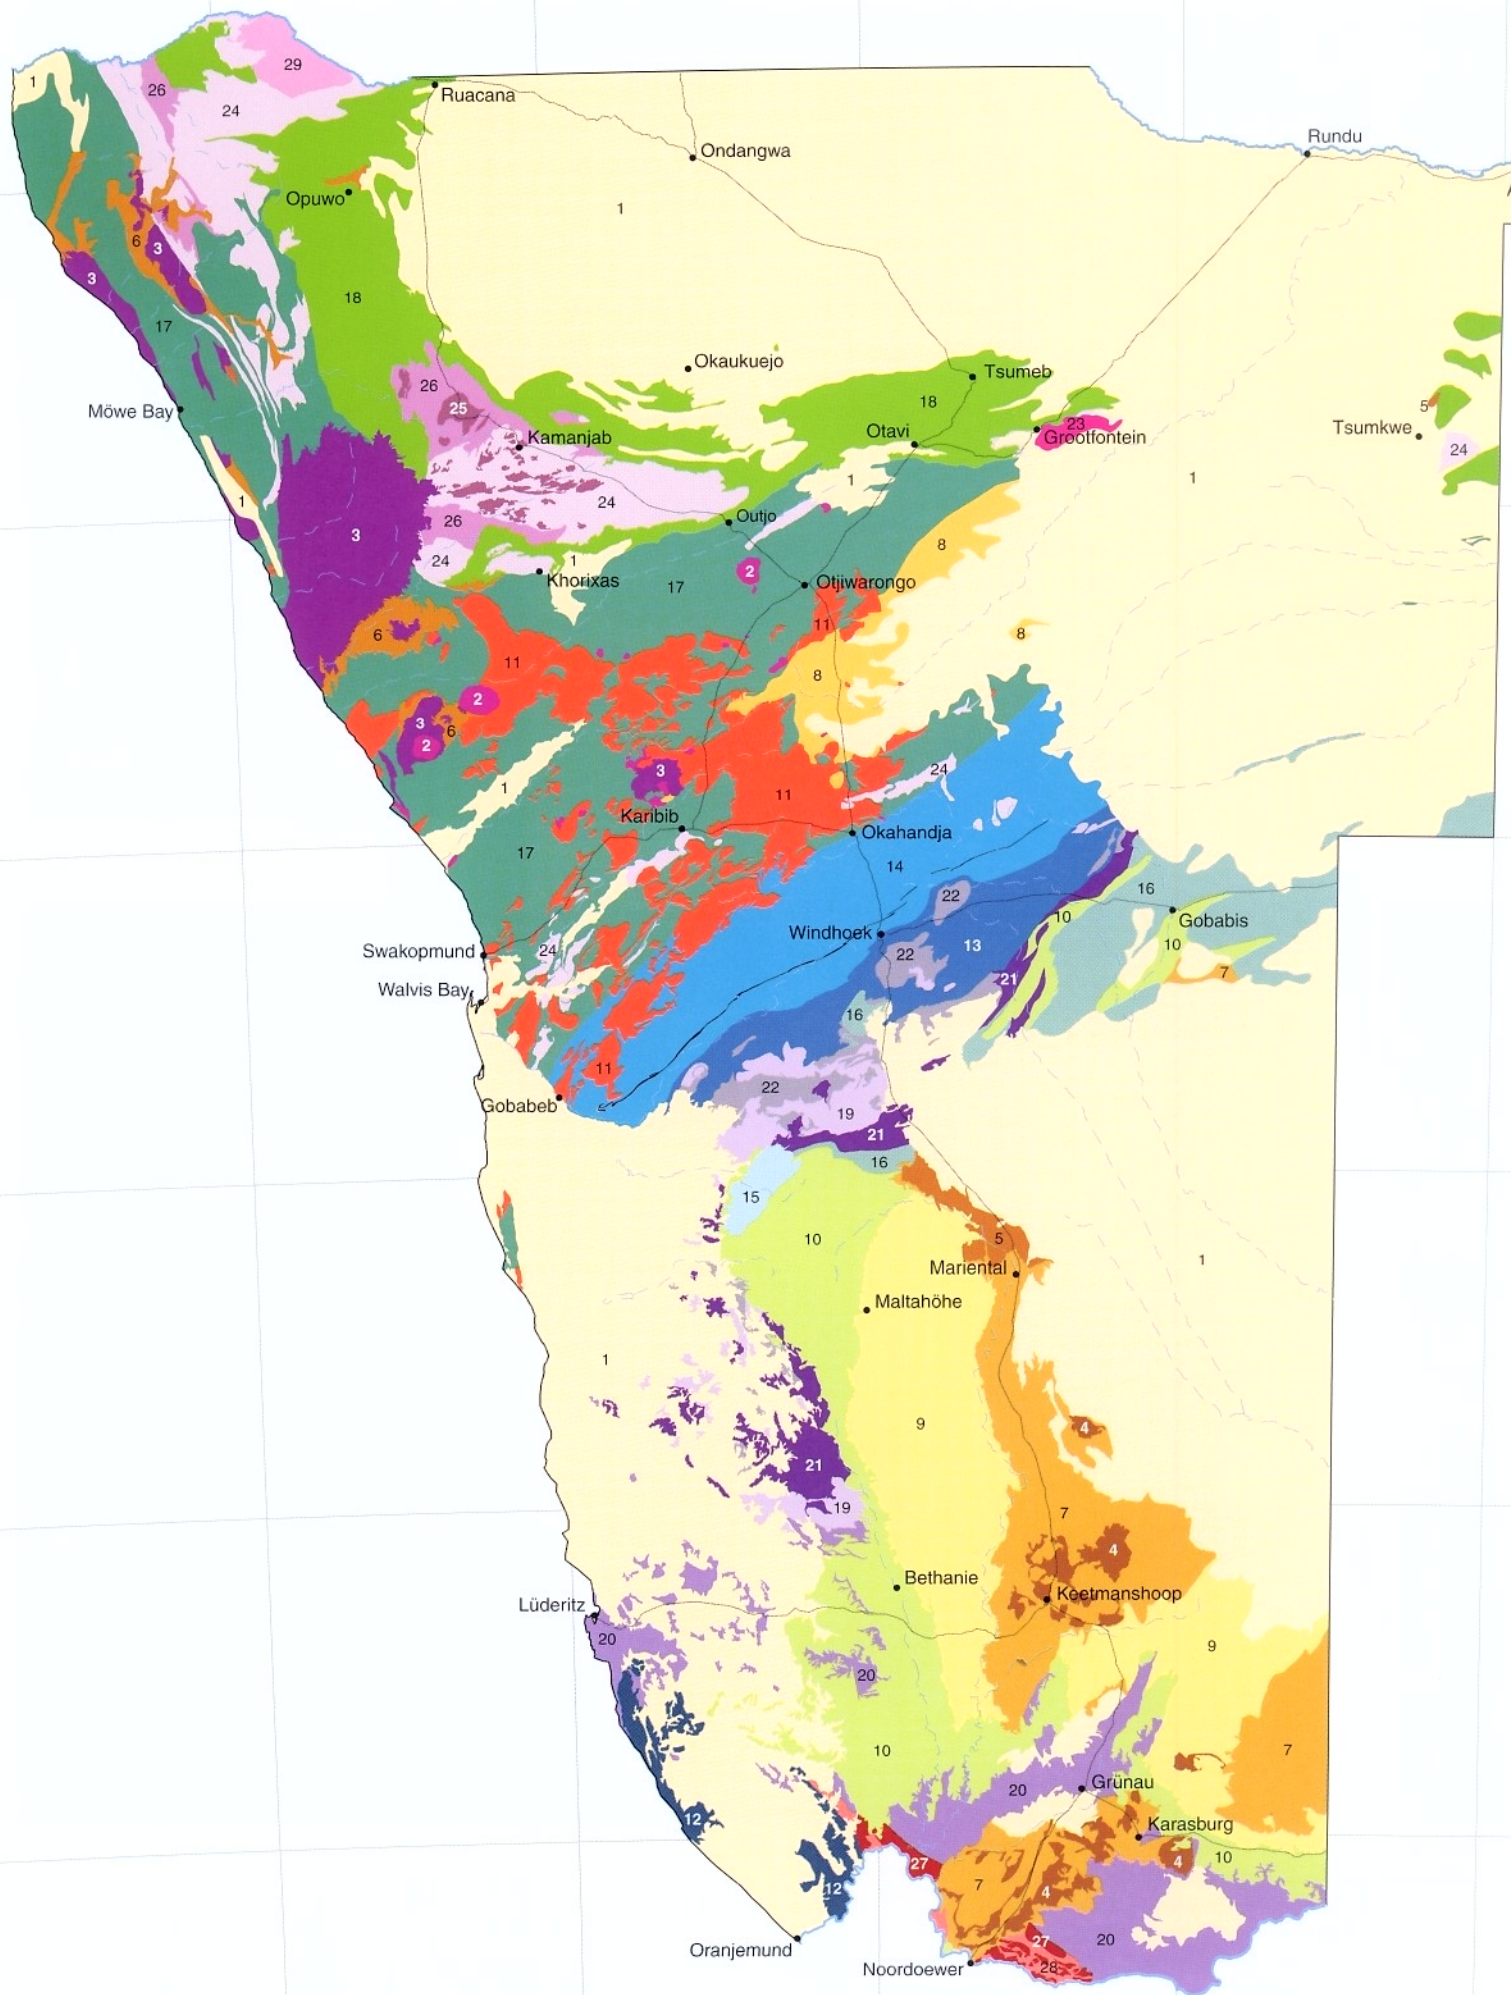 29
1
26
Ruacana
24
Rundu
Ondangwa
Opuwo
1
6
3
3
18
17
Okaukuejo
Tsumeb
26
25
18
5
Möwe Bay
Kamanjab
Otavi
23
Grootfontein
Tsumkwe
24
1
1
24
1
26
Outjo
3
8
24
1
Khorixas
17
2
Otjiwarongo
6
11
8
11
8
2
3
6
2
3
24
1
11
Karibib
Okahandja
17
14
16
22
10
Gobabis
Windhoek
10
Swakopmund
24
22
13
7
21
Walvis Bay
16
11
22
Gobabeb
19
21
16
15
10
5
1
Mariental
Maltahöhe
1
9
4
21
19
7
4
Bethanie
Keetmanshoop
Lüderitz
20
9
20
10
7
20
Grünau
12
Karasburg
10
27
4
7
4
12
27
20
Oranjemund
Noordoewer
28